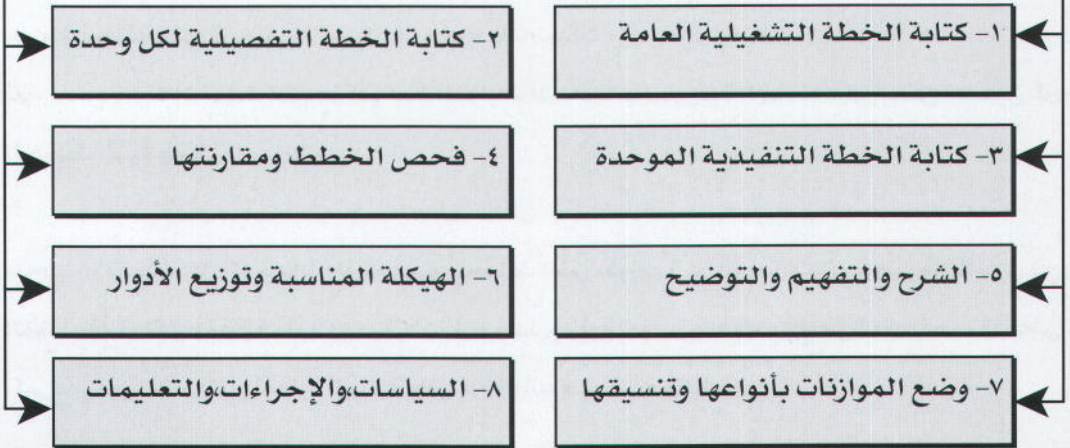 ١- كتابة الخطة التشغيلية العامة
٢- كتابة الخطة التفصيلية لكل وحدة
٣- كتابة الخطة التنفيذية الموحدة
٤- فحص الخطط ومقارنتها
٥- الشرح والتفهيم والتوضيح
٦- الهيكلة المناسبة وتوزيع الأدوار
٧- وضع الموازنات بأنواعها وتنسيقها
٨- السياسات،والإجراءات،والتعليمات